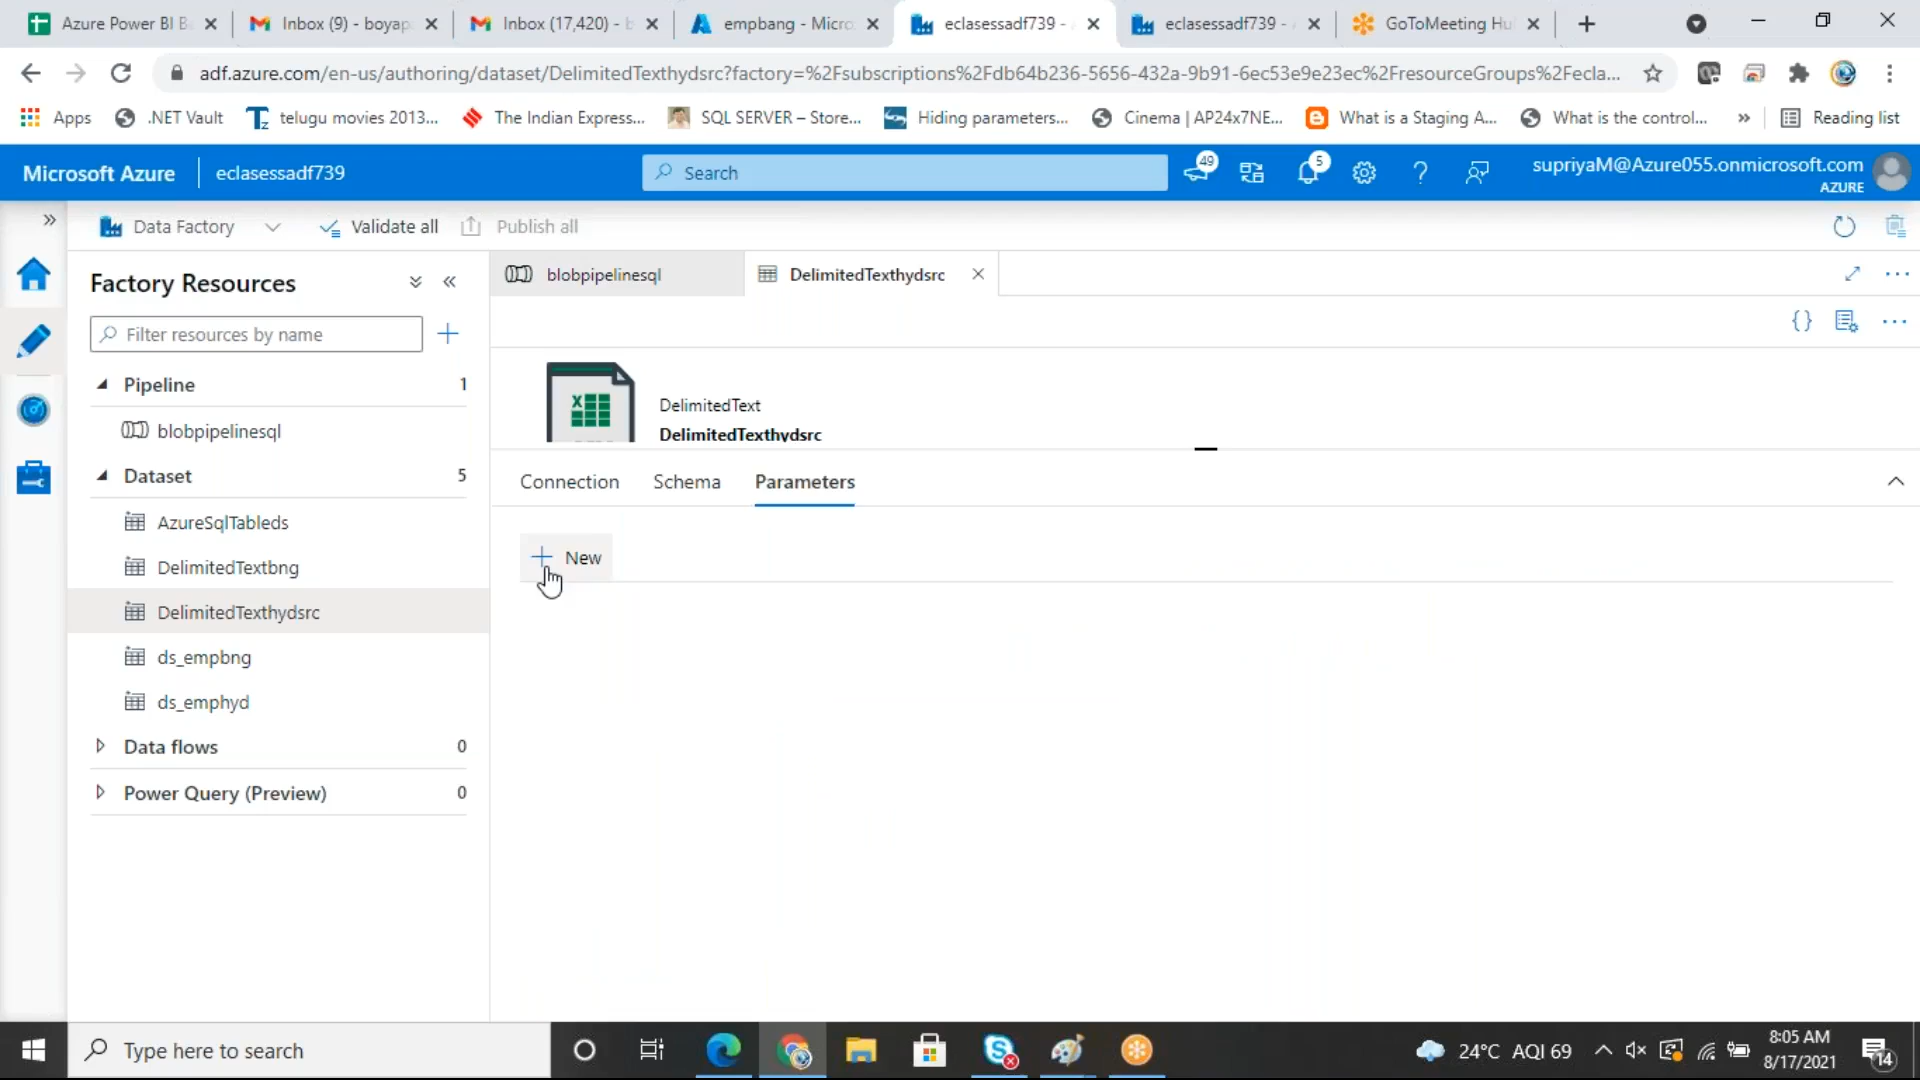 Azure Power BI B
Inbox (9) - boyap
Inbox (17,420) - b
empbang - Micro
eclasessadf739 -
eclasessadf739 -
GoToMeeting Hu
adf.azure.com/en-us/authoring/dataset/DelimitedTexthydsrc?factory=%2Fsubscriptions%2Fdb64b236-5656-432a-9b91-6ec53e9e23ec%2FresourceGroups%2Fecla...
Apps
.NET Vault
telugu movies 2013...
The Indian Express...
SQL SERVER – Store...
Hiding parameters...
Cinema | AP24x7NE...
What is a Staging A...
What is the control...
»
Reading list
Microsoft Azure
eclasessadf739
Search
49
5
supriyaM@Azure055.onmicrosoft.com
AZURE
Data Factory
Validate all
Publish all
Factory Resources
blobpipelinesql
DelimitedTexthydsrc
Filter resources by name
Pipeline 1
blobpipelinesql
Dataset 5
AzureSqlTableds
DelimitedTextbng
DelimitedTexthydsrc
ds_empbng
ds_emphyd
Data flows 0
Power Query (Preview) 0
DelimitedText
DelimitedTexthydsrc
Connection
Schema
Parameters
New
Type here to search
24°C AQI 69
8:05 AM
8/17/2021
14